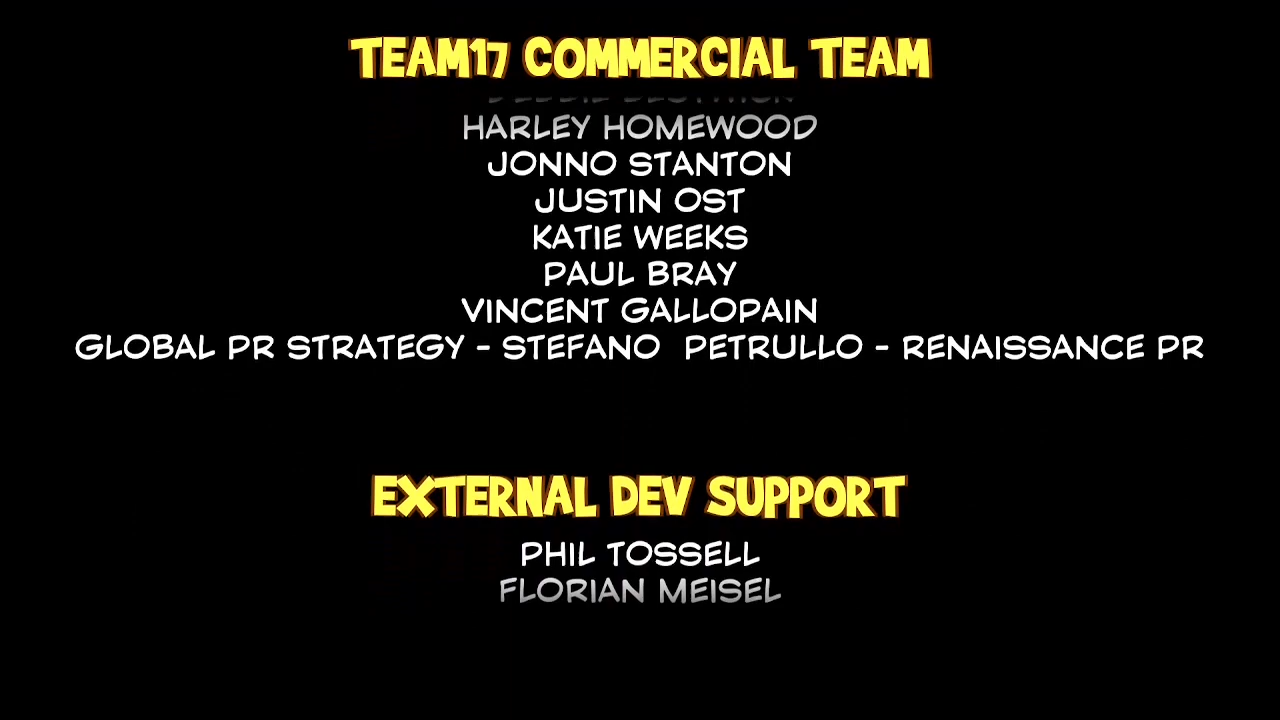 TEAM17 COMMERCIAL TEAM
HARLEY HOMEWOOD
JONNO STANTON
JUSTIN OST
KATIE WEEKS
PAUL BRAY
VINCENT GALLOPAIN
GLOBAL PR STRATEGY - STEFANO  PETRULLO - RENAISSANCE PR
EXTERNAL DEV SUPPORT
PHIL TOSSELL
FLORIAN MEISEL